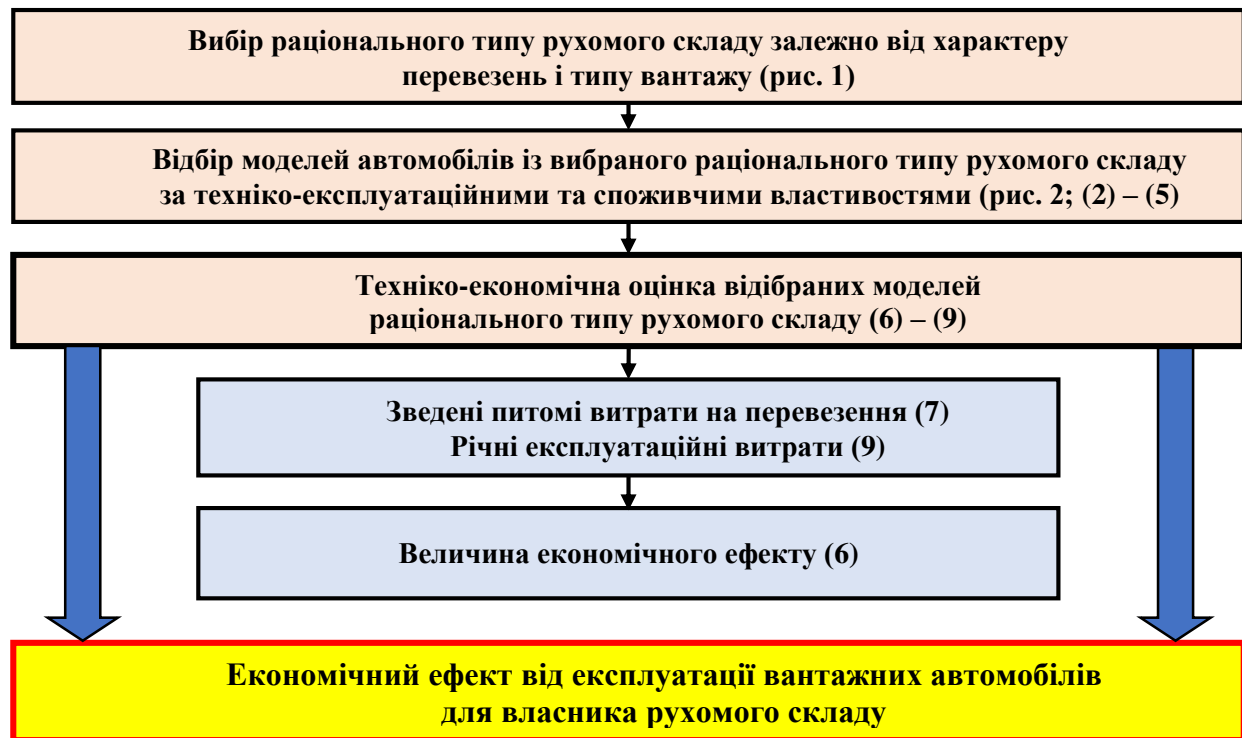 Вибір раціонального типу рухомого складу залежно від характеру
перевезень і типу вантажу (рис. 1)
Відбір моделей автомобілів із вибраного раціонального типу рухомого складу
за техніко-експлуатаційними та споживчими властивостями (рис. 2; (2) – (5)
Техніко-економічна оцінка відібраних моделей
раціонального типу рухомого складу (6) – (9)
Зведені питомі витрати на перевезення (7)
Річні експлуатаційні витрати (9)
Величина економічного ефекту (6)
Економічний ефект від експлуатації вантажних автомобілів
для власника рухомого складу